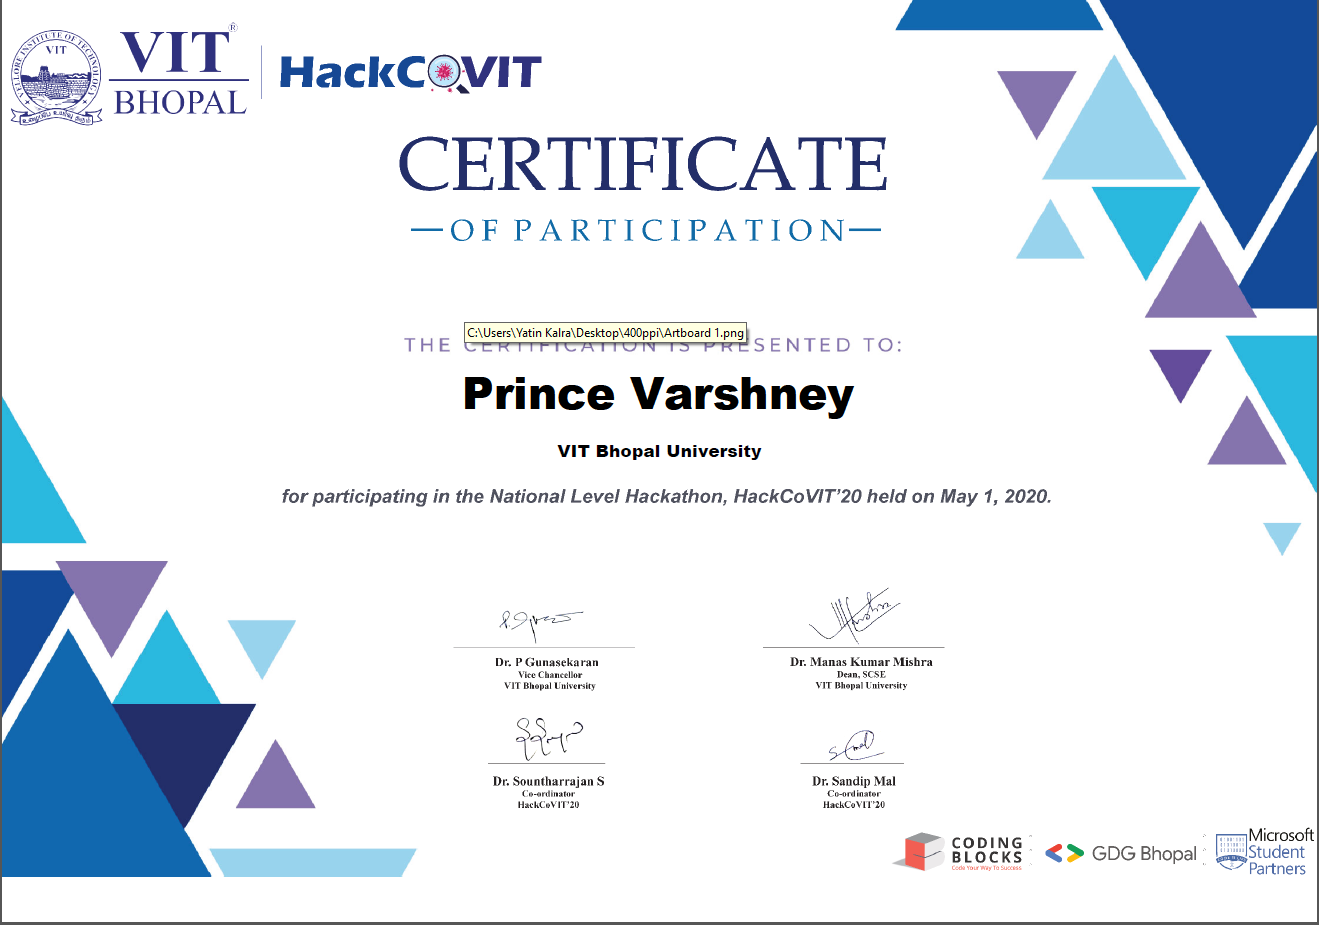 VELLORE INSTITUTE OF TECHNOLOGY
VIT
VIT®
BHOPAL
HackCoVIT
CERTIFICATE
OF PARTICIPATION
C:\Users\Yatin Kalra\Desktop\400ppi\Artboard 1.png
THE CERTIFICATION IS PRESENTED TO:
Prince Varshney
VIT Bhopal University
for participating in the National Level Hackathon, HackCoVIT’20 held on May 1, 2020.
Dr. P Gunasekaran
Vice Chancellor
VIT Bhopal University
Dr. Manas Kumar Mishra
Dean, SCSE
VIT Bhopal University
Dr. Sountharrajan S
Co-ordinator
HackCoVIT’20
Dr. Sandip Mal
Co-ordinator
HackCoVIT’20
CODING
BLOCKS
Code Your Way To Success
GDG Bhopal
Microsoft
Student
Partners